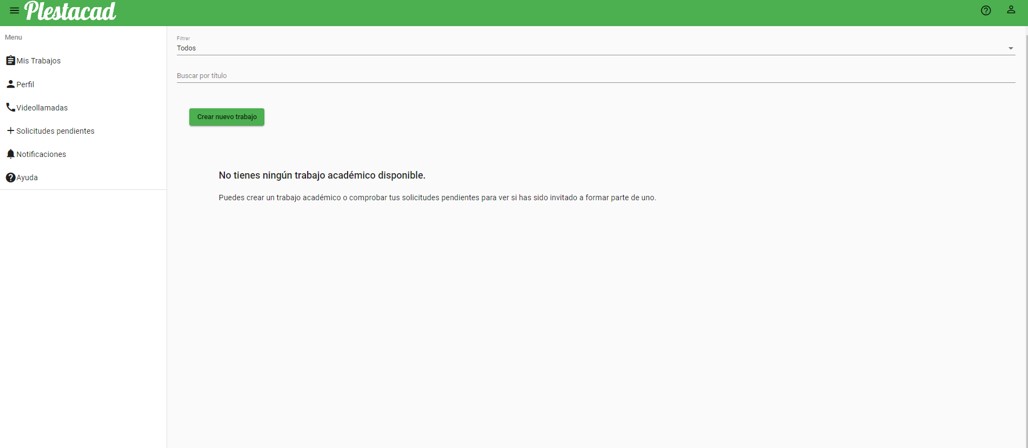 Plestacad
Menu
Mis Trabajos
Perfil
Videollamadas
Solicitudes pendientes
Notificaciones
Ayuda
Filtrar
Todos
Buscar por título
Crear nuevo trabajo
No tienes ningún trabajo académico disponible.
Puedes crear un trabajo académico o comprobar tus solicitudes pendientes para ver si has sido invitado a formar parte de uno.